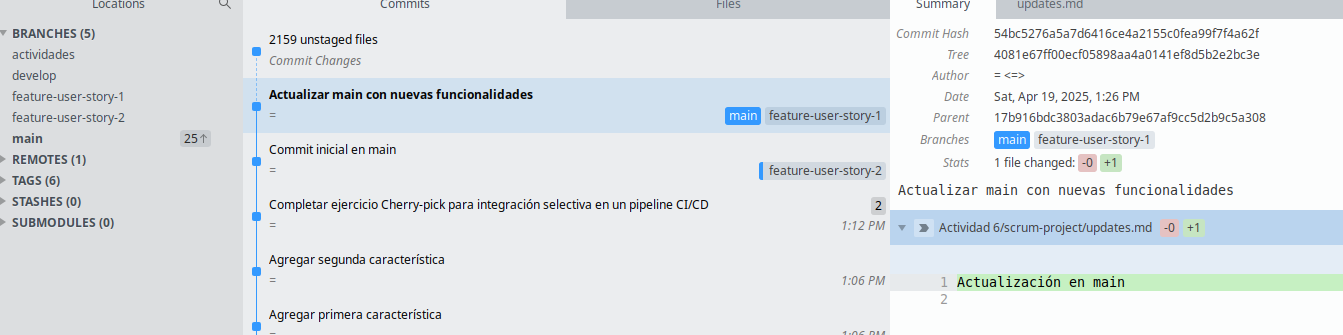 Locations
BRANCHES (5)
actividades
develop
feature-user-story-1
feature-user-story-2
main 25↑
REMOTES (1)
TAGS (6)
STASHES (0)
SUBMODULES (0)
Commits Files
2159 unstaged files
Commit Changes
Actualizar main con nuevas funcionalidades
= main feature-user-story-1
Commit inicial en main
= feature-user-story-2
Completar ejercicio Cherry-pick para integración selectiva en un pipeline CI/CD 2
= 1:12 PM
Agregar segunda característica
= 1:06 PM
Agregar primera característica
1:06 PM
Summary updates.md
Commit Hash 54bc5276a5a7d6416ce4a2155c0fea99f7f4a62f
Tree 4081e67ff00ecf05898aa4a0141ef8d5b2e2bc3e
Author = <=>
Date Sat, Apr 19, 2025, 1:26 PM
Parent 17b916bdc3803adac6b79e67af9cc5d2b9c5a308
Branches main feature-user-story-1
Stats 1 file changed: -0 +1
Actualizar main con nuevas funcionalidades
Actividad 6/scrum-project/updates.md -0 +1
1 Actualización en main
2